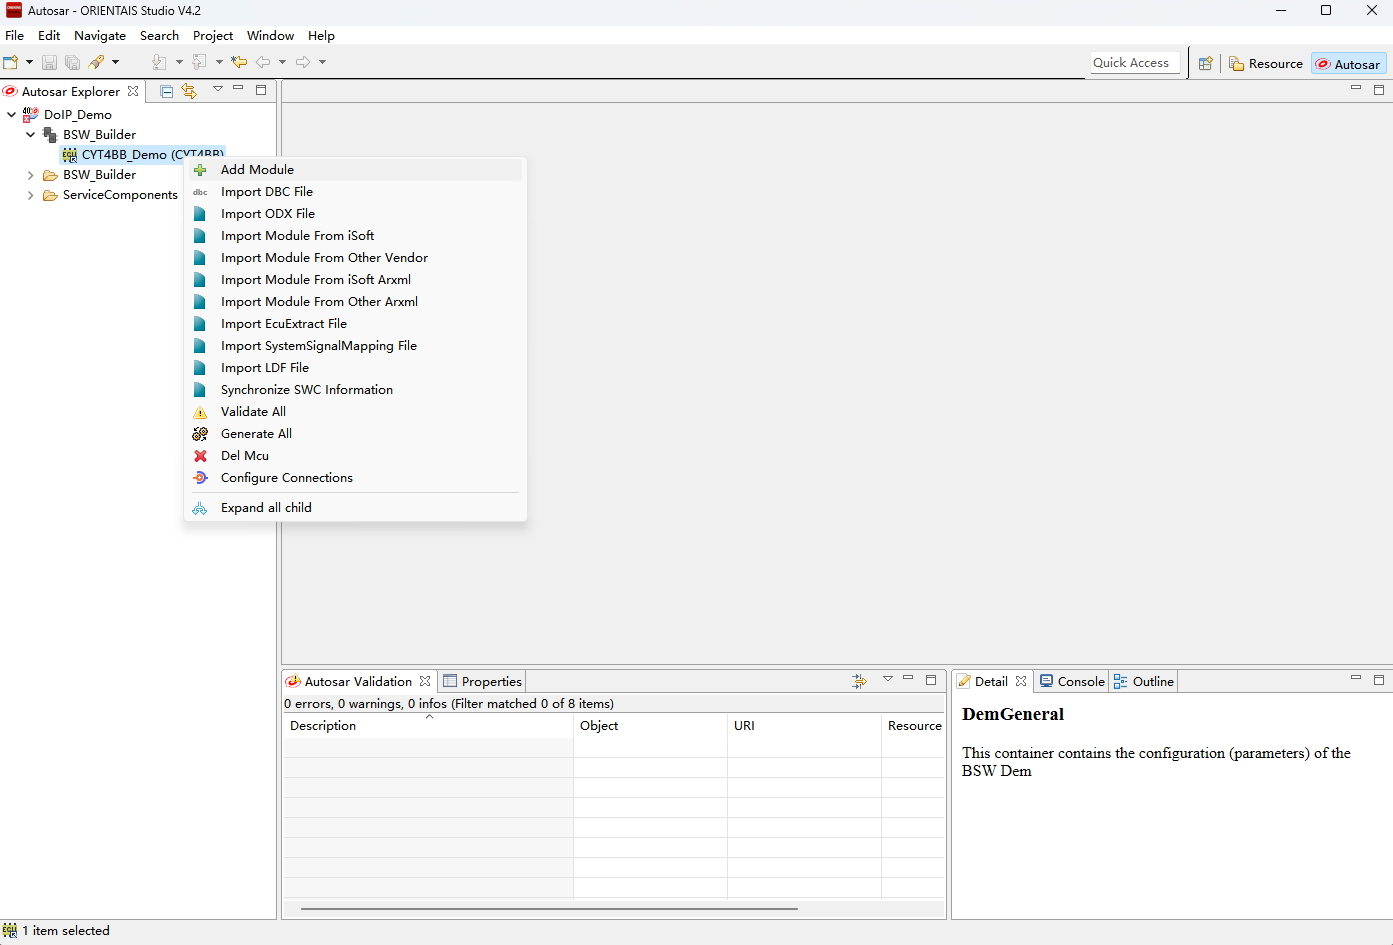 Autosar - ORIENTAIS Studio V4.2
File Edit Navigate Search Project Window Help
Quick Access
Resource
Autosar
Autosar Explorer
DoIP_Demo
BSW_Builder
CYT4BB_Demo (CYT4BB)
BSW_Builder
ServiceComponents
Add Module
dbc Import DBC File
Import ODX File
Import Module From iSoft
Import Module From Other Vendor
Import Module From iSoft Arxml
Import Module From Other Arxml
Import EcuExtract File
Import SystemSignalMapping File
Import LDF File
Synchronize SWC Information
Validate All
Generate All
Del Mcu
Configure Connections
Expand all child
Autosar Validation
Properties
0 errors, 0 warnings, 0 infos (Filter matched 0 of 8 items)
Description Object URI Resource
Detail Console Outline
DemGeneral
This container contains the configuration (parameters) of the
BSW Dem
ECU 1 item selected